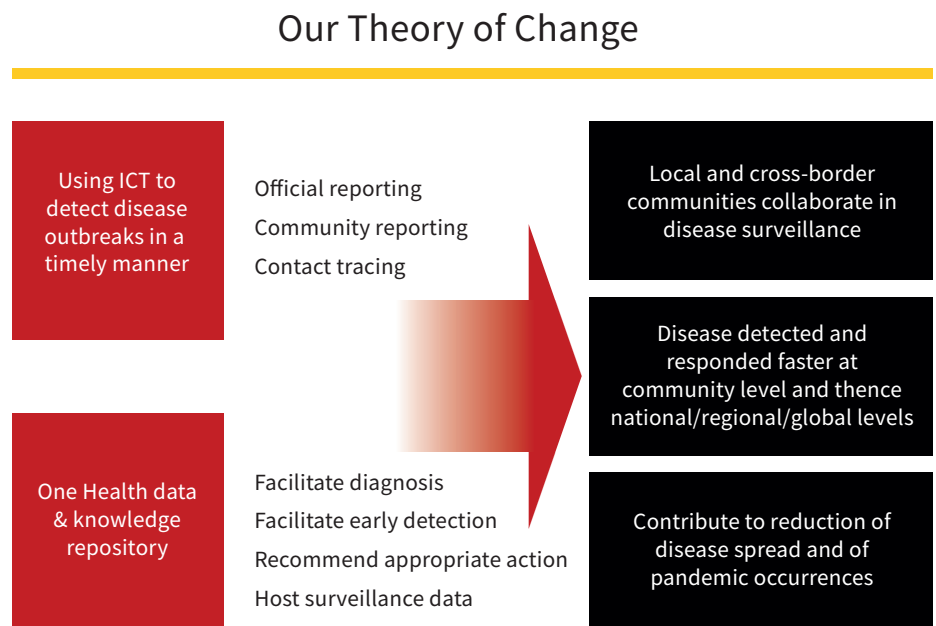 Our Theory of Change
Using ICT to
detect disease
outbreaks in a
timely manner
Official reporting
Community reporting
Contact tracing
One Health data
& knowledge
repository
Facilitate diagnosis
Facilitate early detection
Recommend appropriate action
Host surveillance data
Local and cross-border
communities collaborate in
disease surveillance
Disease detected and
responded faster at
community level and thence
national/regional/global levels
Contribute to reduction of
disease spread and of
pandemic occurrences